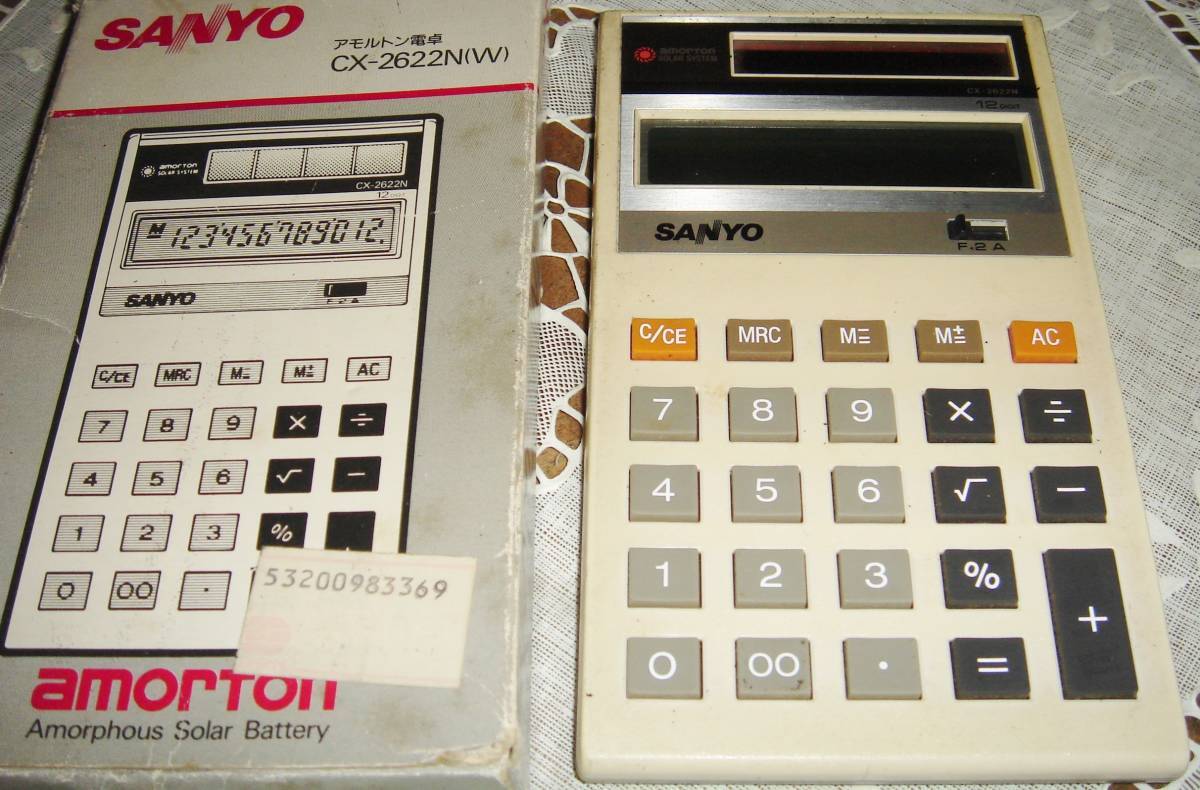 SANYO
アモルトン電卓
CX-2622N(W)
amorton
SOLAR SYSTEM
CX-2622N
12 DIGIT
M 123456789012.
SANYO
F 2 A
C/CE MRC M= M± AC
7 8 9 × ÷
4 5 6 √ −
1 2 3 %
0 00 ·
53200983369
amorton
Amorphous Solar Battery
amorton
SOLAR SYSTEM
CX-2622N
12 DIGIT
SANYO
F·2 A
C/CE MRC M= M± AC
7 8 9 × ÷
4 5 6 √ −
1 2 3 % +
0 00 · =